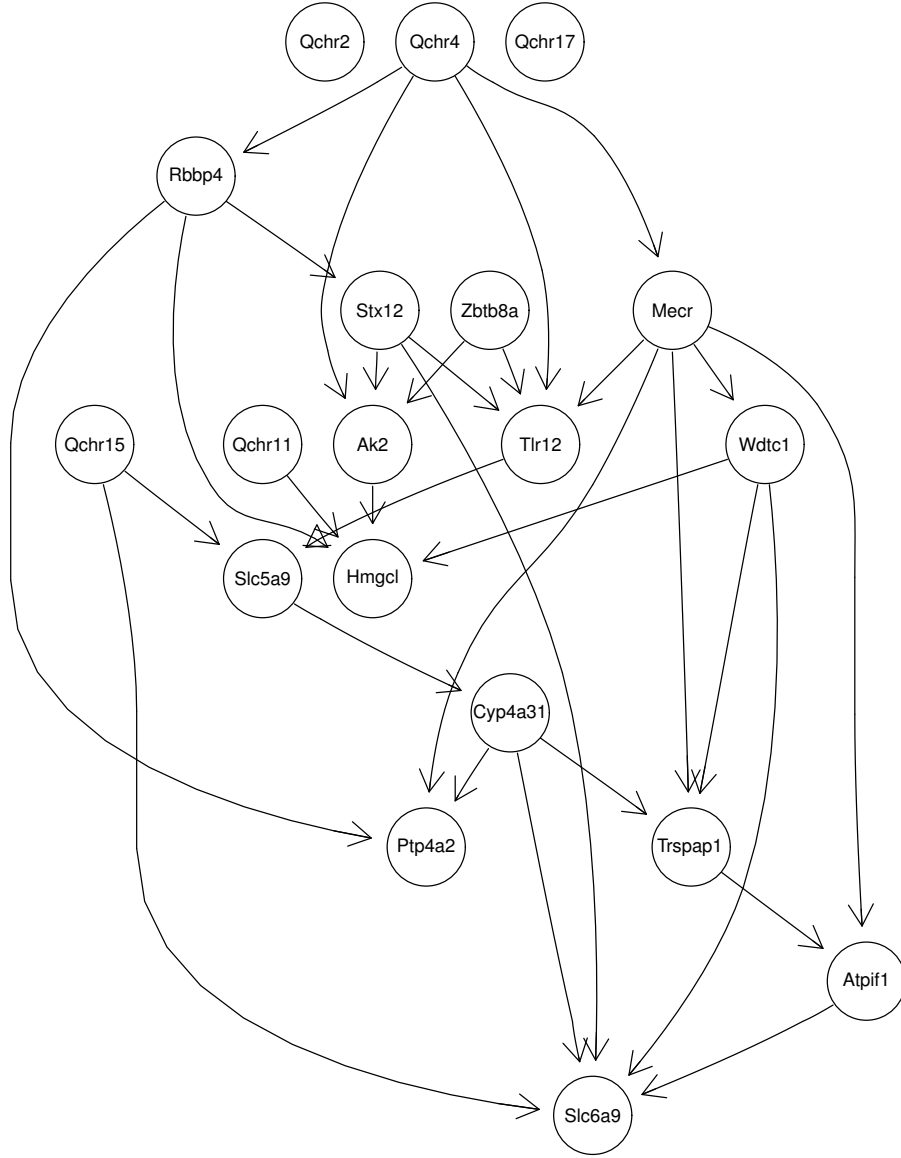 Qchr2
Qchr4
Qchr17
Rbbp4
Stx12
Zbtb8a
Mecr
Qchr15
Qchr11
Ak2
Tlr12
Wdtc1
Slc5a9
Hmgcl
Cyp4a31
Ptp4a2
Trspap1
Atpif1
Slc6a9